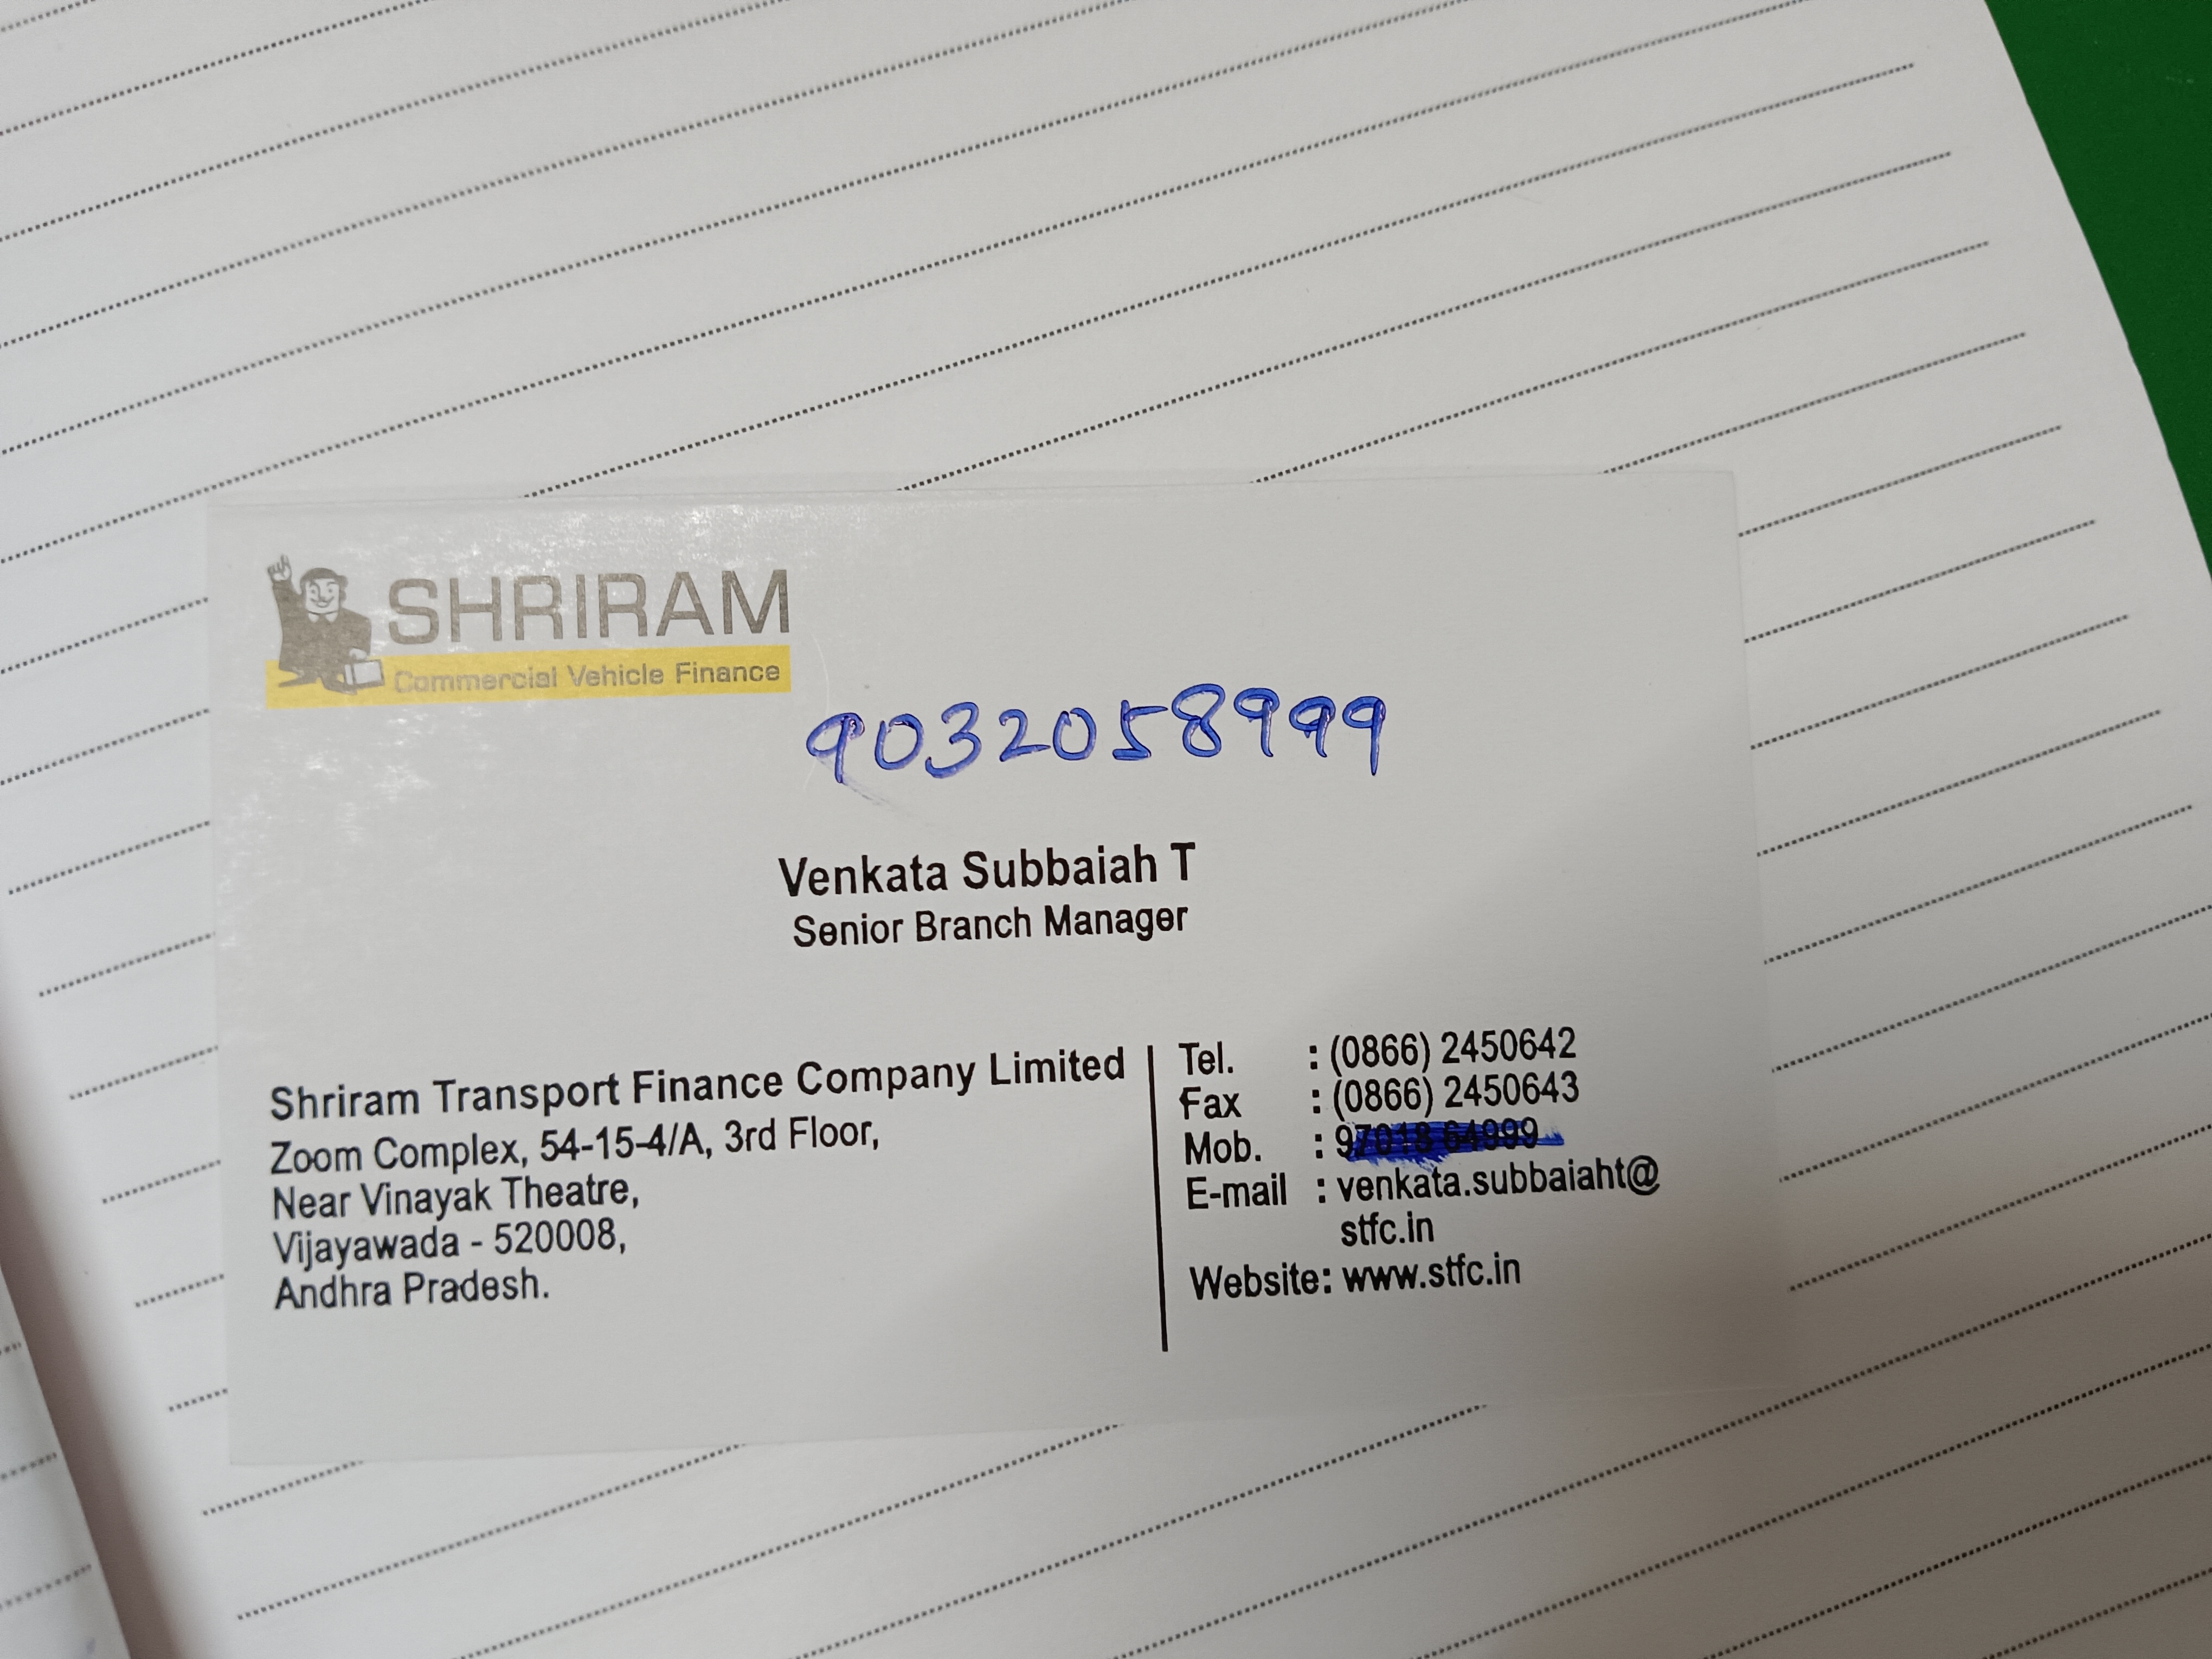 SHRIRAM
Commercial Vehicle Finance
9032058999
Venkata Subbaiah T
Senior Branch Manager
Shriram Transport Finance Company Limited
Zoom Complex, 54-15-4/A, 3rd Floor,
Near Vinayak Theatre,
Vijayawada - 520008,
Andhra Pradesh.
Tel. : (0866) 2450642
Fax : (0866) 2450643
Mob. :
E-mail : venkata.subbaiaht@
stfc.in
Website: www.stfc.in